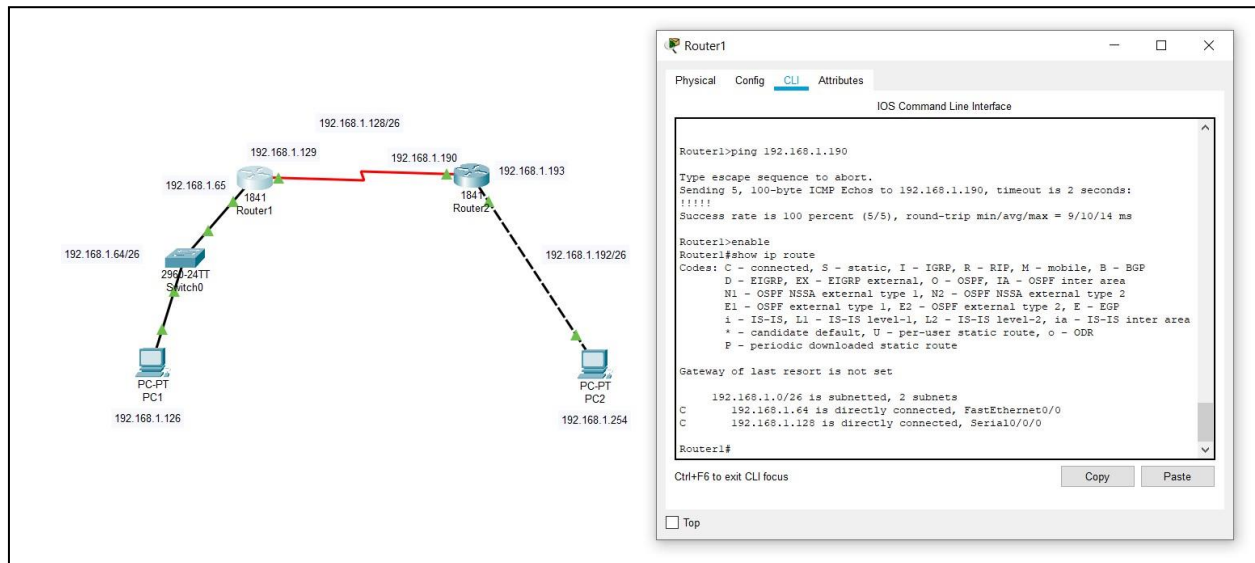 192.168.1.128/26
192.168.1.129
192.168.1.190
192.168.1.193
192.168.1.65
1841
Router1
1841
Router2
192.168.1.64/26
2960-24TT
Switch0
192.168.1.192/26
PC-PT
PC1
192.168.1.126
PC-PT
PC2
192.168.1.254
Router1
Physical Config CLI Attributes
IOS Command Line Interface
Router1>ping 192.168.1.190
Type escape sequence to abort.
Sending 5, 100-byte ICMP Echos to 192.168.1.190, timeout is 2 seconds:
!!!!!
Success rate is 100 percent (5/5), round-trip min/avg/max = 9/10/14 ms
Router1>enable
Router1#show ip route
Codes: C - connected, S - static, I - IGRP, R - RIP, M - mobile, B - BGP
D - EIGRP, EX - EIGRP external, O - OSPF, IA - OSPF inter area
N1 - OSPF NSSA external type 1, N2 - OSPF NSSA external type 2
E1 - OSPF external type 1, E2 - OSPF external type 2, E - EGP
i - IS-IS, L1 - IS-IS level-1, L2 - IS-IS level-2, ia - IS-IS inter area
* - candidate default, U - per-user static route, o - ODR
P - periodic downloaded static route
Gateway of last resort is not set
192.168.1.0/26 is subnetted, 2 subnets
C 192.168.1.64 is directly connected, FastEthernet0/0
C 192.168.1.128 is directly connected, Serial0/0/0
Router1#
Ctrl+F6 to exit CLI focus
Copy
Paste
Top